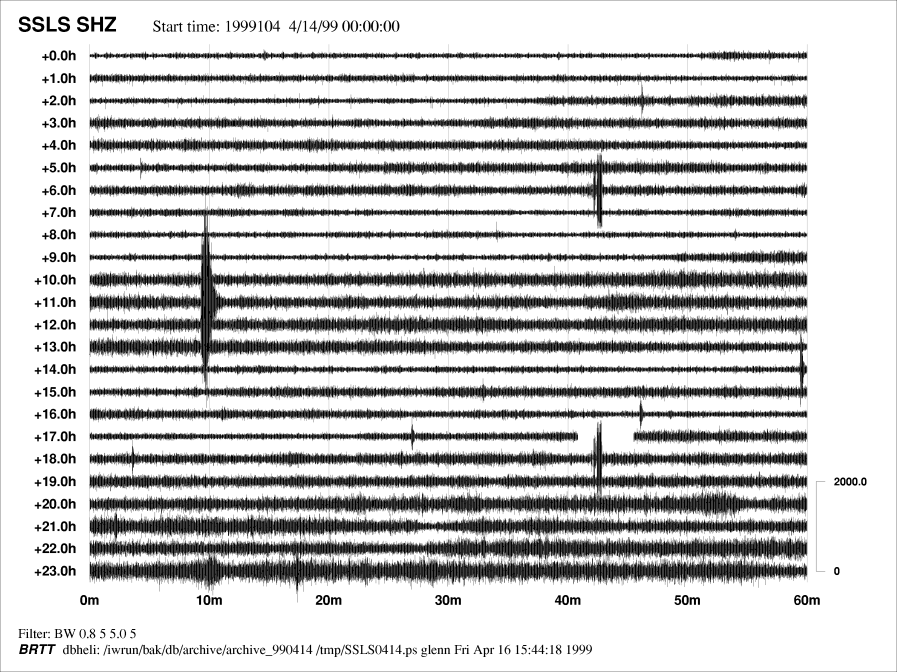 SSLS SHZ Start time: 1999104 4/14/99 00:00:00
+0.0h
+1.0h
+2.0h
+3.0h
+4.0h
+5.0h
+6.0h
+7.0h
+8.0h
+9.0h
+10.0h
+11.0h
+12.0h
+13.0h
+14.0h
+15.0h
+16.0h
+17.0h
+18.0h
+19.0h 2000.0
+20.0h
+21.0h
+22.0h
+23.0h 0
0m 10m 20m 30m 40m 50m 60m
Filter: BW 0.8 5 5.0 5
BRTT dbheli: /iwrun/bak/db/archive/archive_990414 /tmp/SSLS0414.ps glenn Fri Apr 16 15:44:18 1999